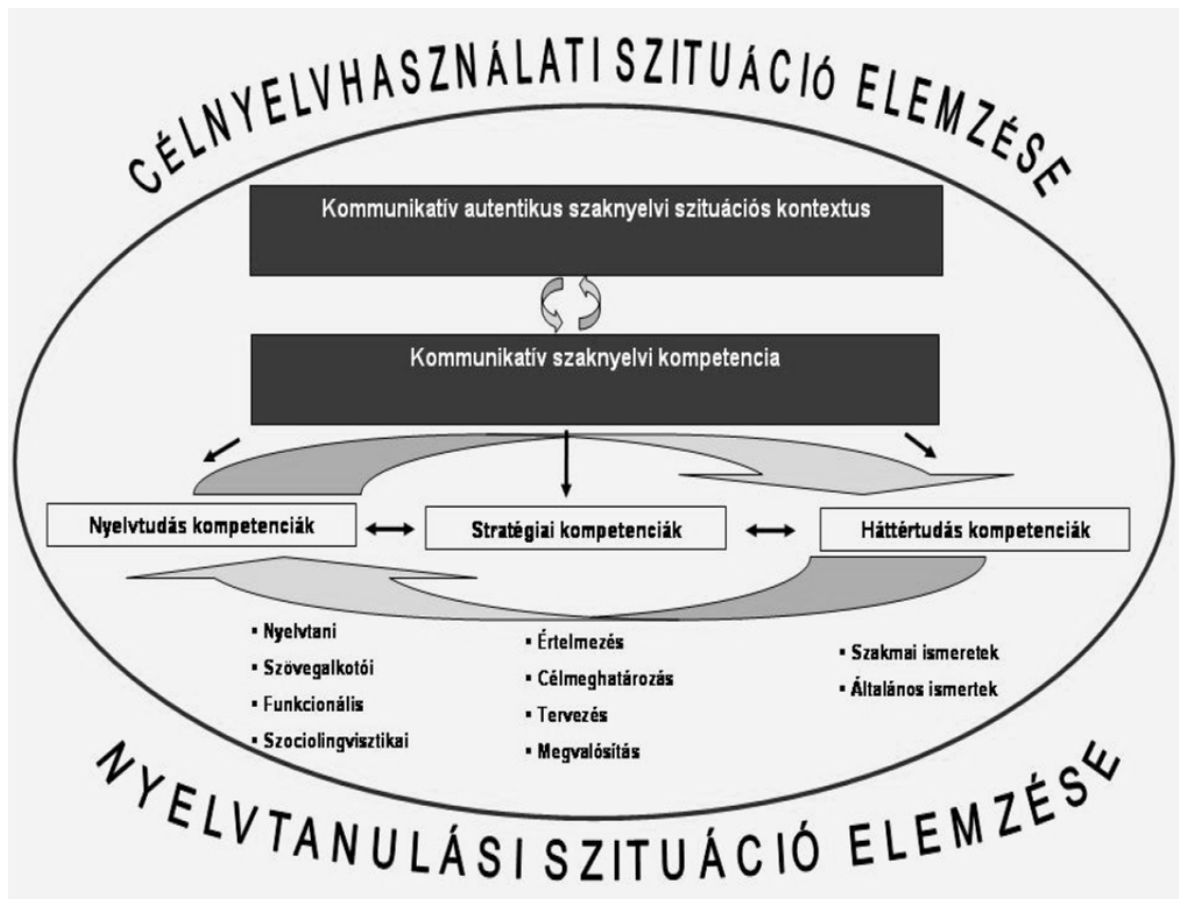 CÉLNYELVHASZNÁLATI SZITUÁCIÓ ELEMZÉSE
Kommunikatív autentikus szaknyelvi szituációs kontextus
Kommunikatív szaknyelvi kompetencia
Nyelvtudás kompetenciák
Stratégiai kompetenciák
Háttértudás kompetenciák
▪ Nyelvtani
▪ Szövegalkotói
▪ Funkcionális
▪ Szociolingvisztikai
▪ Értelmezés
▪ Célmeghatározás
▪ Tervezés
▪ Megvalósítás
▪ Szakmai ismeretek
▪ Általános ismertek
NYELVTANULÁSI SZITUÁCIÓ ELEMZÉSE